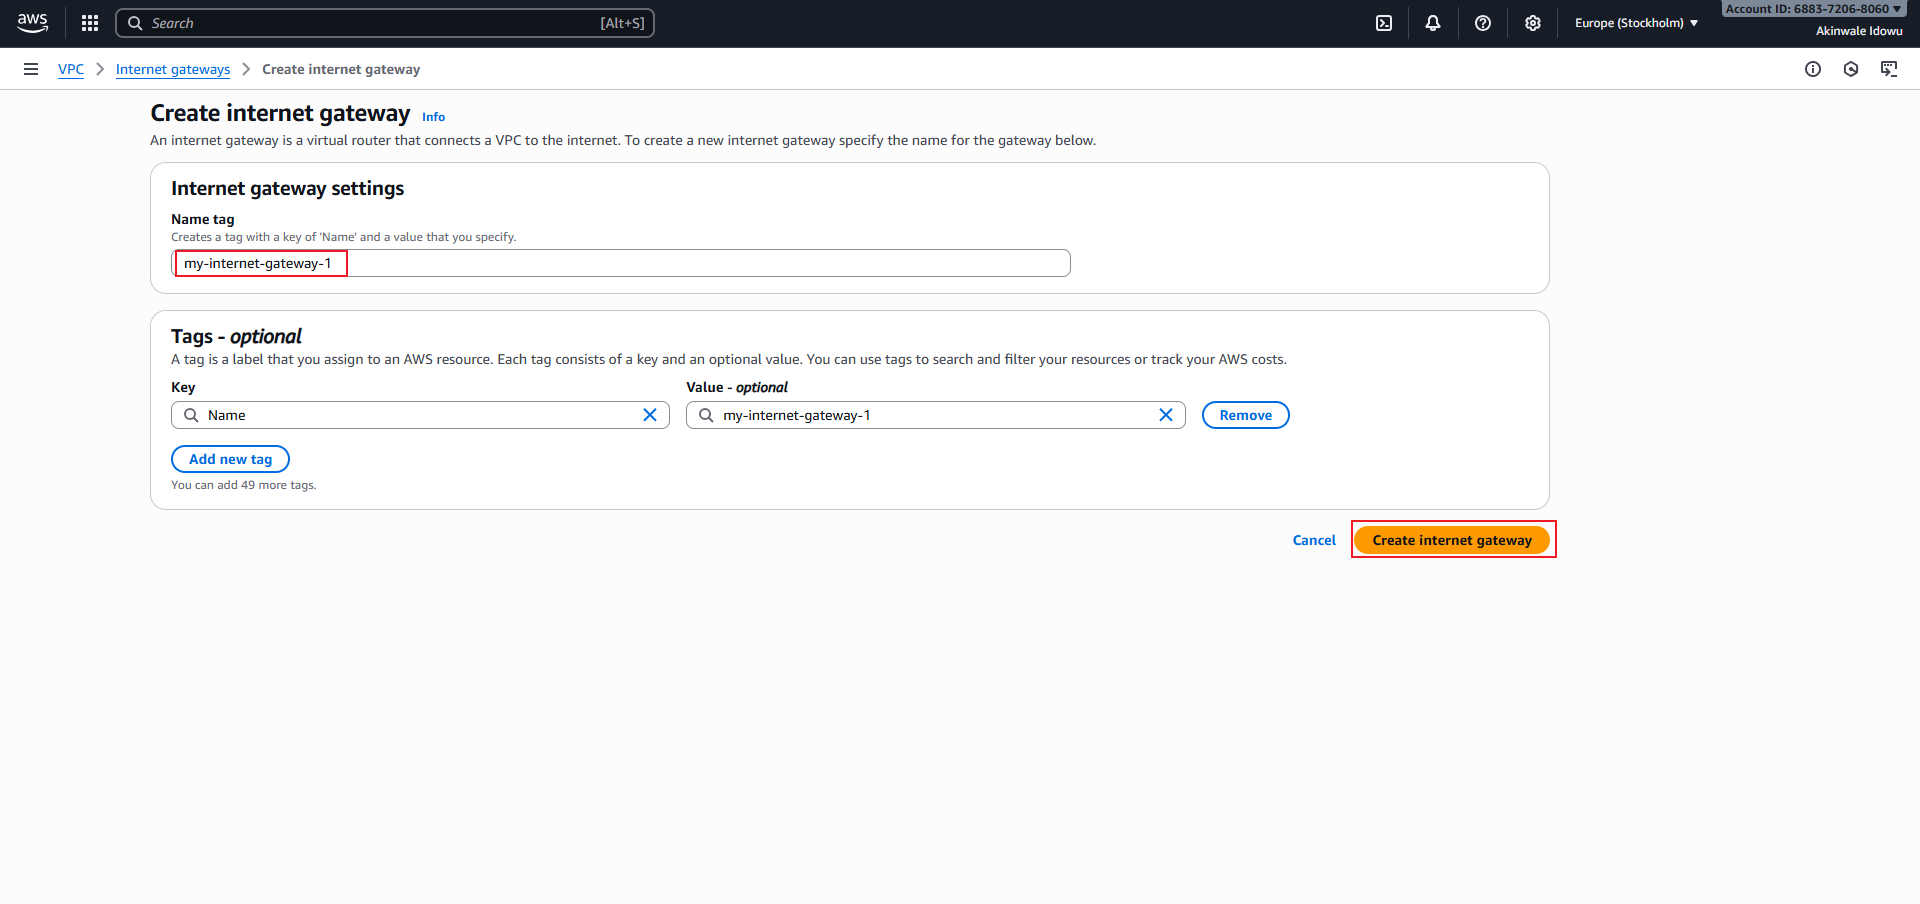 aws
Search
[Alt+S]
Europe (Stockholm)
Account ID: 6883-7206-8060
Akinwale Idowu
VPC
Internet gateways
Create internet gateway
Create internet gateway
Info
An internet gateway is a virtual router that connects a VPC to the internet. To create a new internet gateway specify the name for the gateway below.
Internet gateway settings
Name tag
Creates a tag with a key of 'Name' and a value that you specify.
my-internet-gateway-1
Tags - optional
A tag is a label that you assign to an AWS resource. Each tag consists of a key and an optional value. You can use tags to search and filter your resources or track your AWS costs.
Key
Value - optional
Name
my-internet-gateway-1
Remove
Add new tag
You can add 49 more tags.
Cancel
Create internet gateway